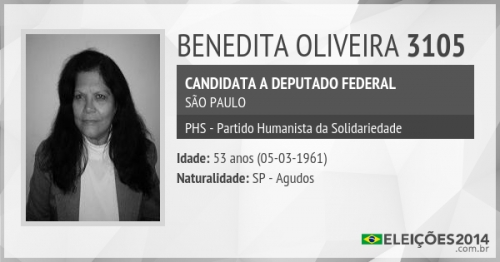 BENEDITA OLIVEIRA 3105
CANDIDATA A DEPUTADO FEDERAL
SÃO PAULO
PHS - Partido Humanista da Solidariedade
Idade: 53 anos (05-03-1961)
Naturalidade: SP - Agudos
ELEIÇÕES2014
.com.br